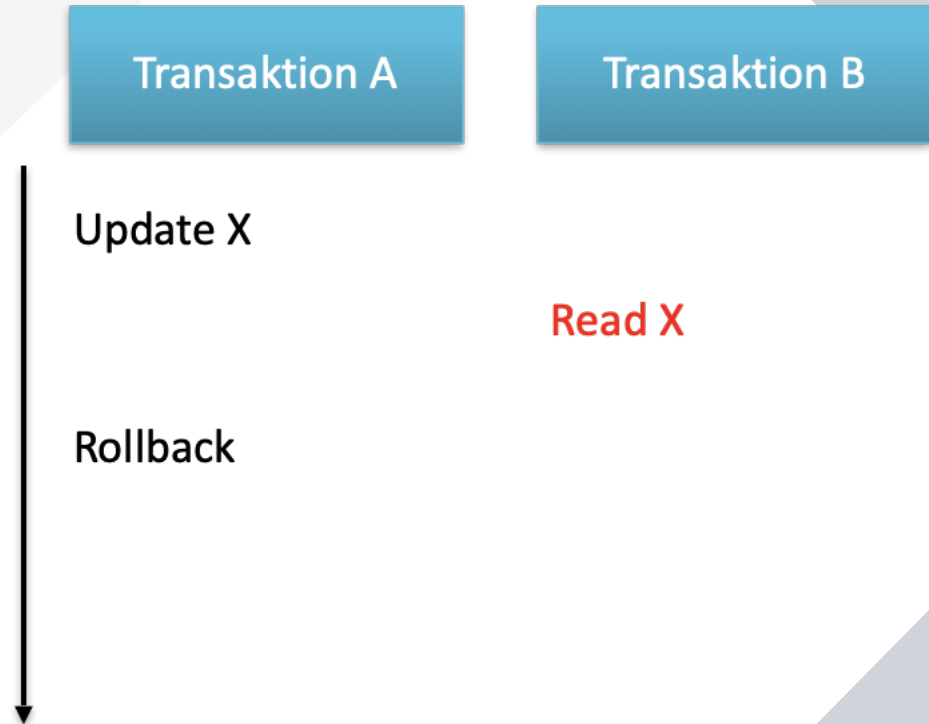 Transaktion A
Transaktion B
Update X
Read X
Rollback